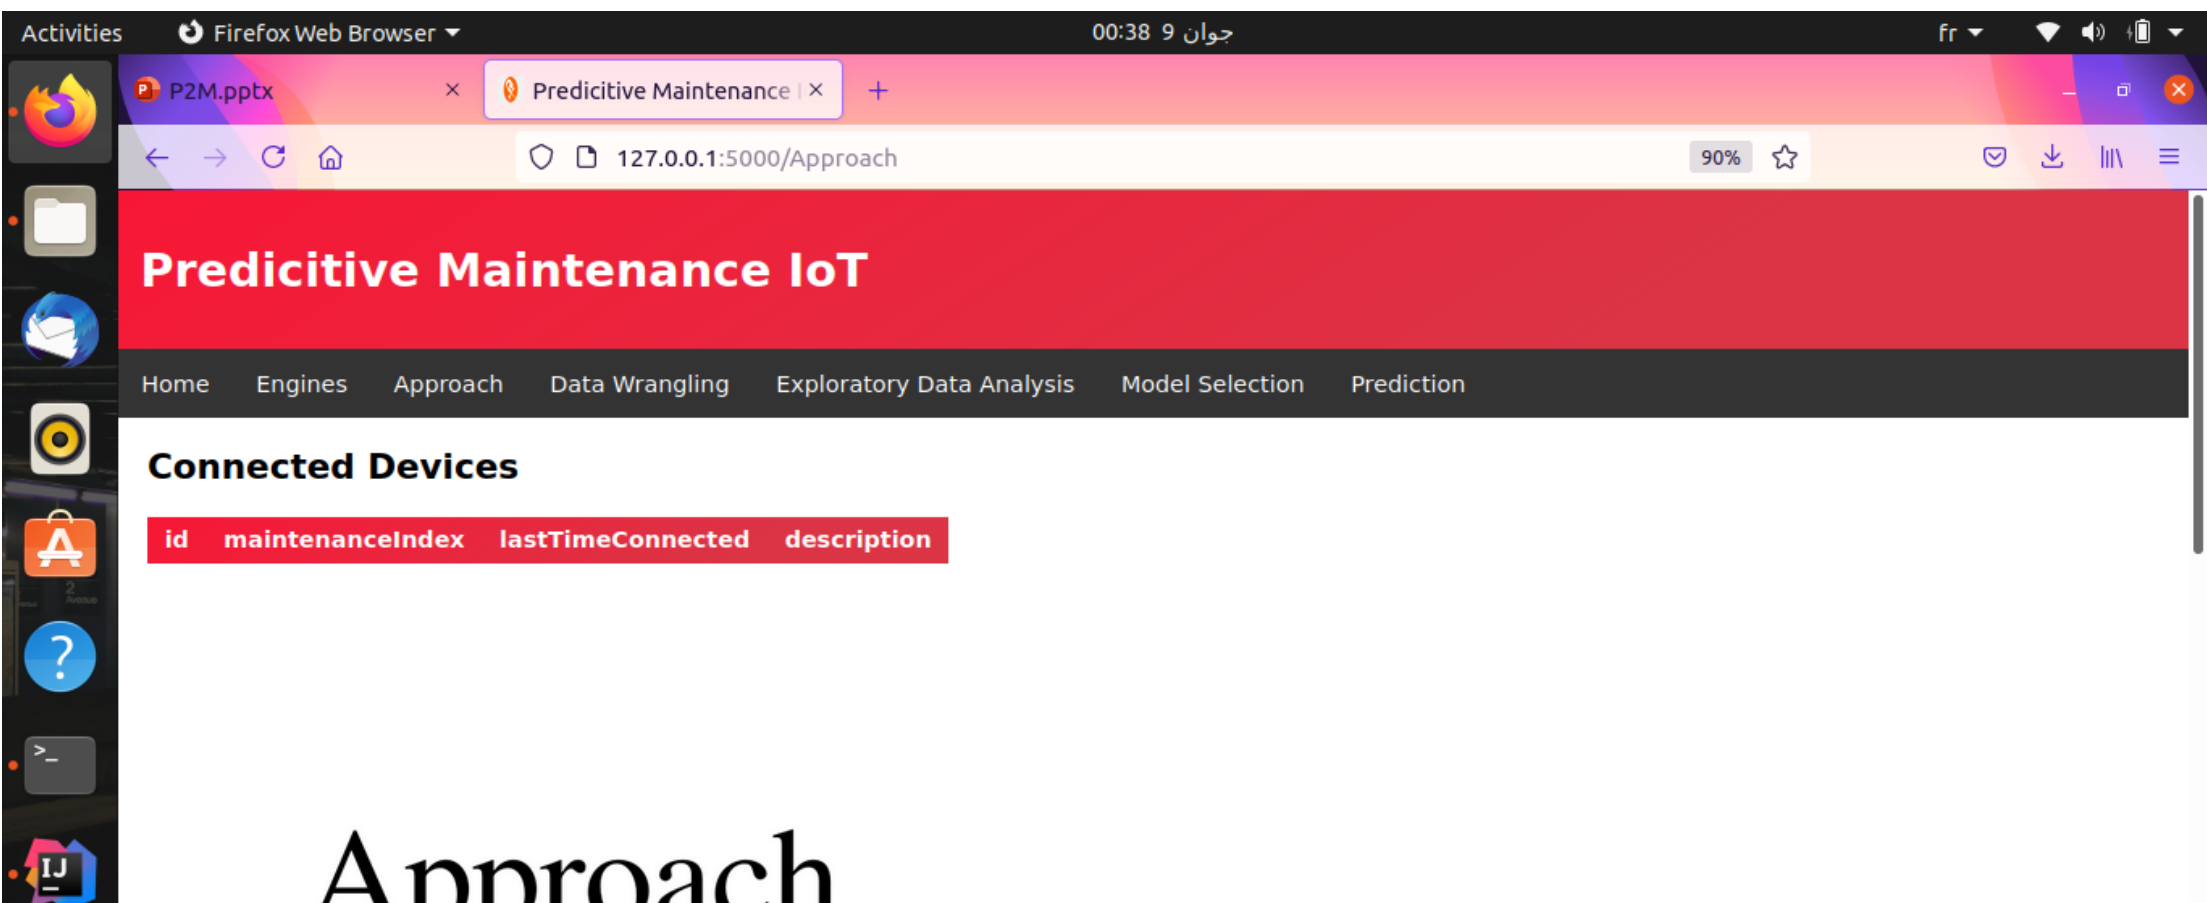 Activities Firefox Web Browser 00:38 9 جوان fr
P2M.pptx Predicitive Maintenance I
127.0.0.1:5000/Approach 90%
Predicitive Maintenance IoT
Home Engines Approach Data Wrangling Exploratory Data Analysis Model Selection Prediction
Connected Devices
id maintenanceIndex lastTimeConnected description
Approach